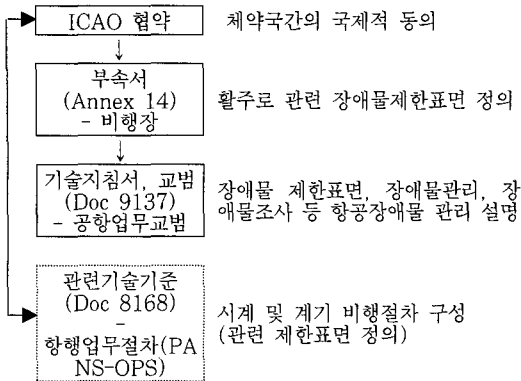 ICAO 협약
체약국간의 국제적 동의
부속서
(Annex 14)
- 비행장
활주로 관련 장애물제한표면 정의
기술지침서, 교범
(Doc 9137)
- 공항업무교범
장애물 제한표면, 장애물관리, 장
애물조사 등 항공장애물 관리 설명
관련기술기준
(Doc 8168)
-
항행업무절차(PA
NS-OPS)
시계 및 계기 비행절차 구성
(관련 제한표면 정의)